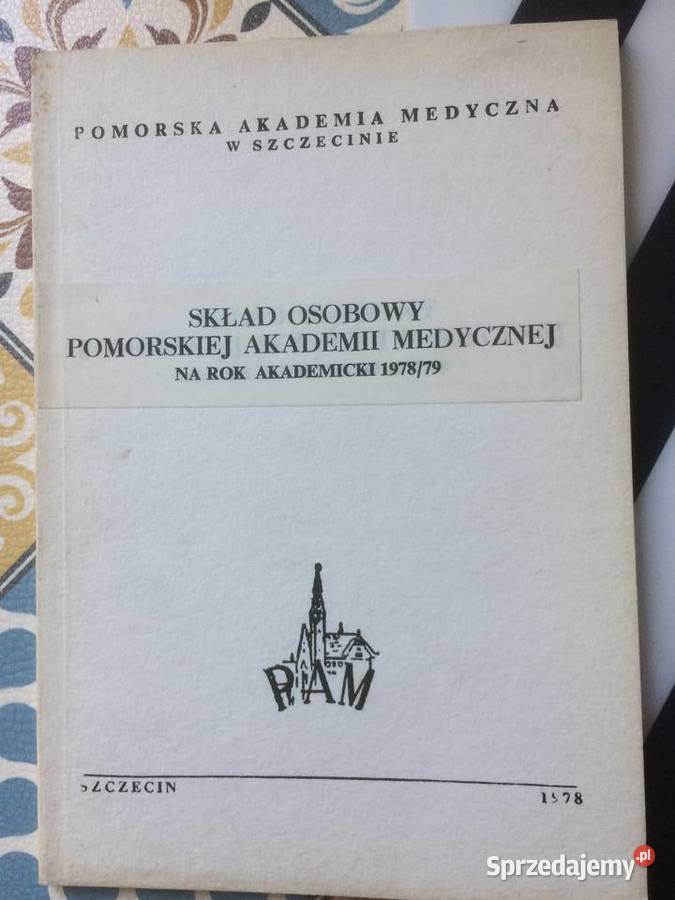 POMORSKA AKADEMIA MEDYCZNA
W SZCZECINIE
SKŁAD OSOBOWY
POMORSKIEJ AKADEMII MEDYCZNEJ
NA ROK AKADEMICKI 1978/79
PAM
SZCZECIN 1978
Sprzedajemy.pl